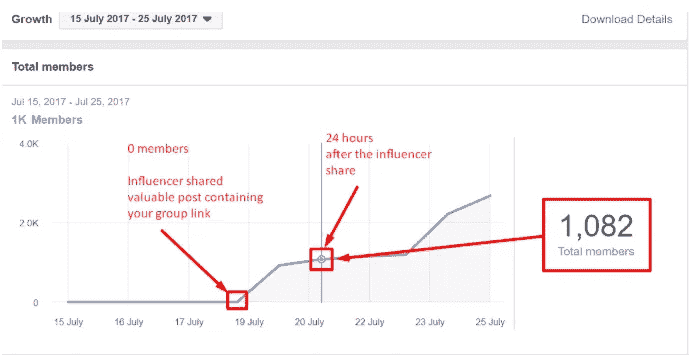 Growth
15 July 2017 - 25 July 2017
Download Details
Total members
Jul 15, 2017 - Jul 25, 2017
1K Members
4.0K
2.0K
0
0 members
Influencer shared
valuable post containing
your group link
24 hours
after the influencer
share
1,082
Total members
15 July
16 July
17 July
19 July
20 July
22 July
23 July
25 July